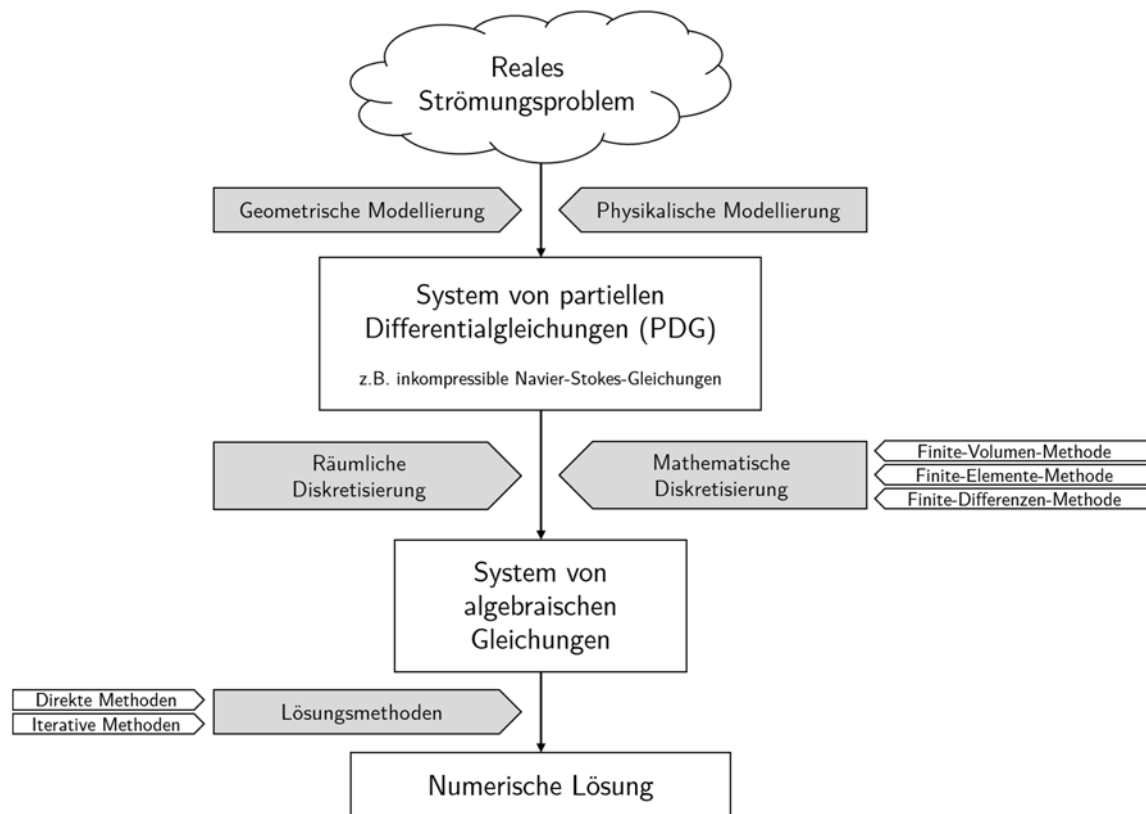 Reales
Strömungsproblem
Geometrische Modellierung
Physikalische Modellierung
System von partiellen
Differentialgleichungen (PDG)
z.B. inkompressible Navier-Stokes-Gleichungen
Räumliche
Diskretisierung
Mathematische
Diskretisierung
Finite-Volumen-Methode
Finite-Elemente-Methode
Finite-Differenzen-Methode
System von
algebraischen
Gleichungen
Direkte Methoden
Iterative Methoden
Lösungsmethoden
Numerische Lösung